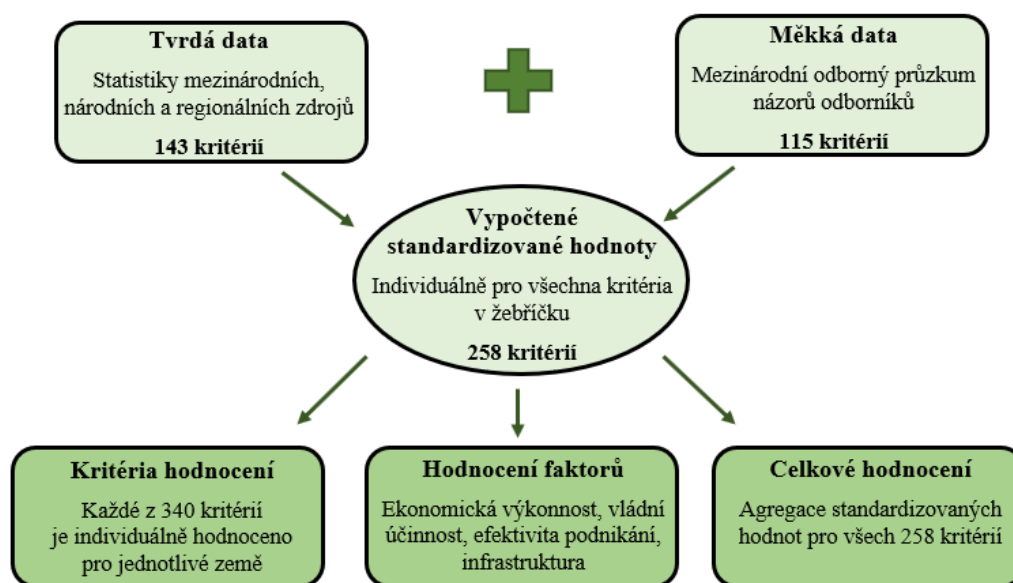 Tvrdá data
Statistiky mezinárodních,
národních a regionálních zdrojů
143 kritérií
Měkká data
Mezinárodní odborný průzkum
názorů odborníků
115 kritérií
Vypočtené
standardizované hodnoty
Individuálně pro všechna kritéria
v žebříčku
258 kritérií
Kritéria hodnocení
Každé z 340 kritérií
je individuálně hodnoceno
pro jednotlivé země
Hodnocení faktorů
Ekonomická výkonnost, vládní
účinnost, efektivita podnikání,
infrastruktura
Celkové hodnocení
Agregace standardizovaných
hodnot pro všech 258 kritérií